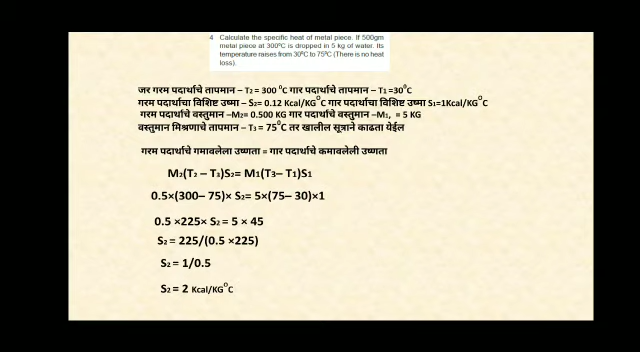 4 Calculate the specific heat of metal piece. If 500gm
metal piece at 300°C is dropped in 5 kg of water. Its
temperature raises from 30°C to 75°C (There is no heat
loss).
जर गरम पदार्थाचे तापमान – T₂ = 300 °C गार पदार्थाचे तापमान – T₁ =30°C
गरम पदार्थाचा विशिष्ट उष्मा – S₂= 0.12 Kcal/KG°C गार पदार्थाचा विशिष्ट उष्मा S₁=1Kcal/KG°C
गरम पदार्थाचे वस्तुमान –M₂= 0.500 KG गार पदार्थाचे वस्तुमान –M₁, = 5 KG
वस्तुमान मिश्रणाचे तापमान – T₃ = 75°C तर खालील सूत्राने काढता येईल
गरम पदार्थाचे गमावलेला उष्णता = गार पदार्थाचे कमावलेली उष्णता
M₂(T₂ – T₃)S₂= M₁(T₃– T₁)S₁
0.5×(300– 75)× S₂= 5×(75– 30)×1
0.5 ×225× S₂ = 5 × 45
S₂ = 225/(0.5 ×225)
S₂ = 1/0.5
S₂ = 2 Kcal/KG°C